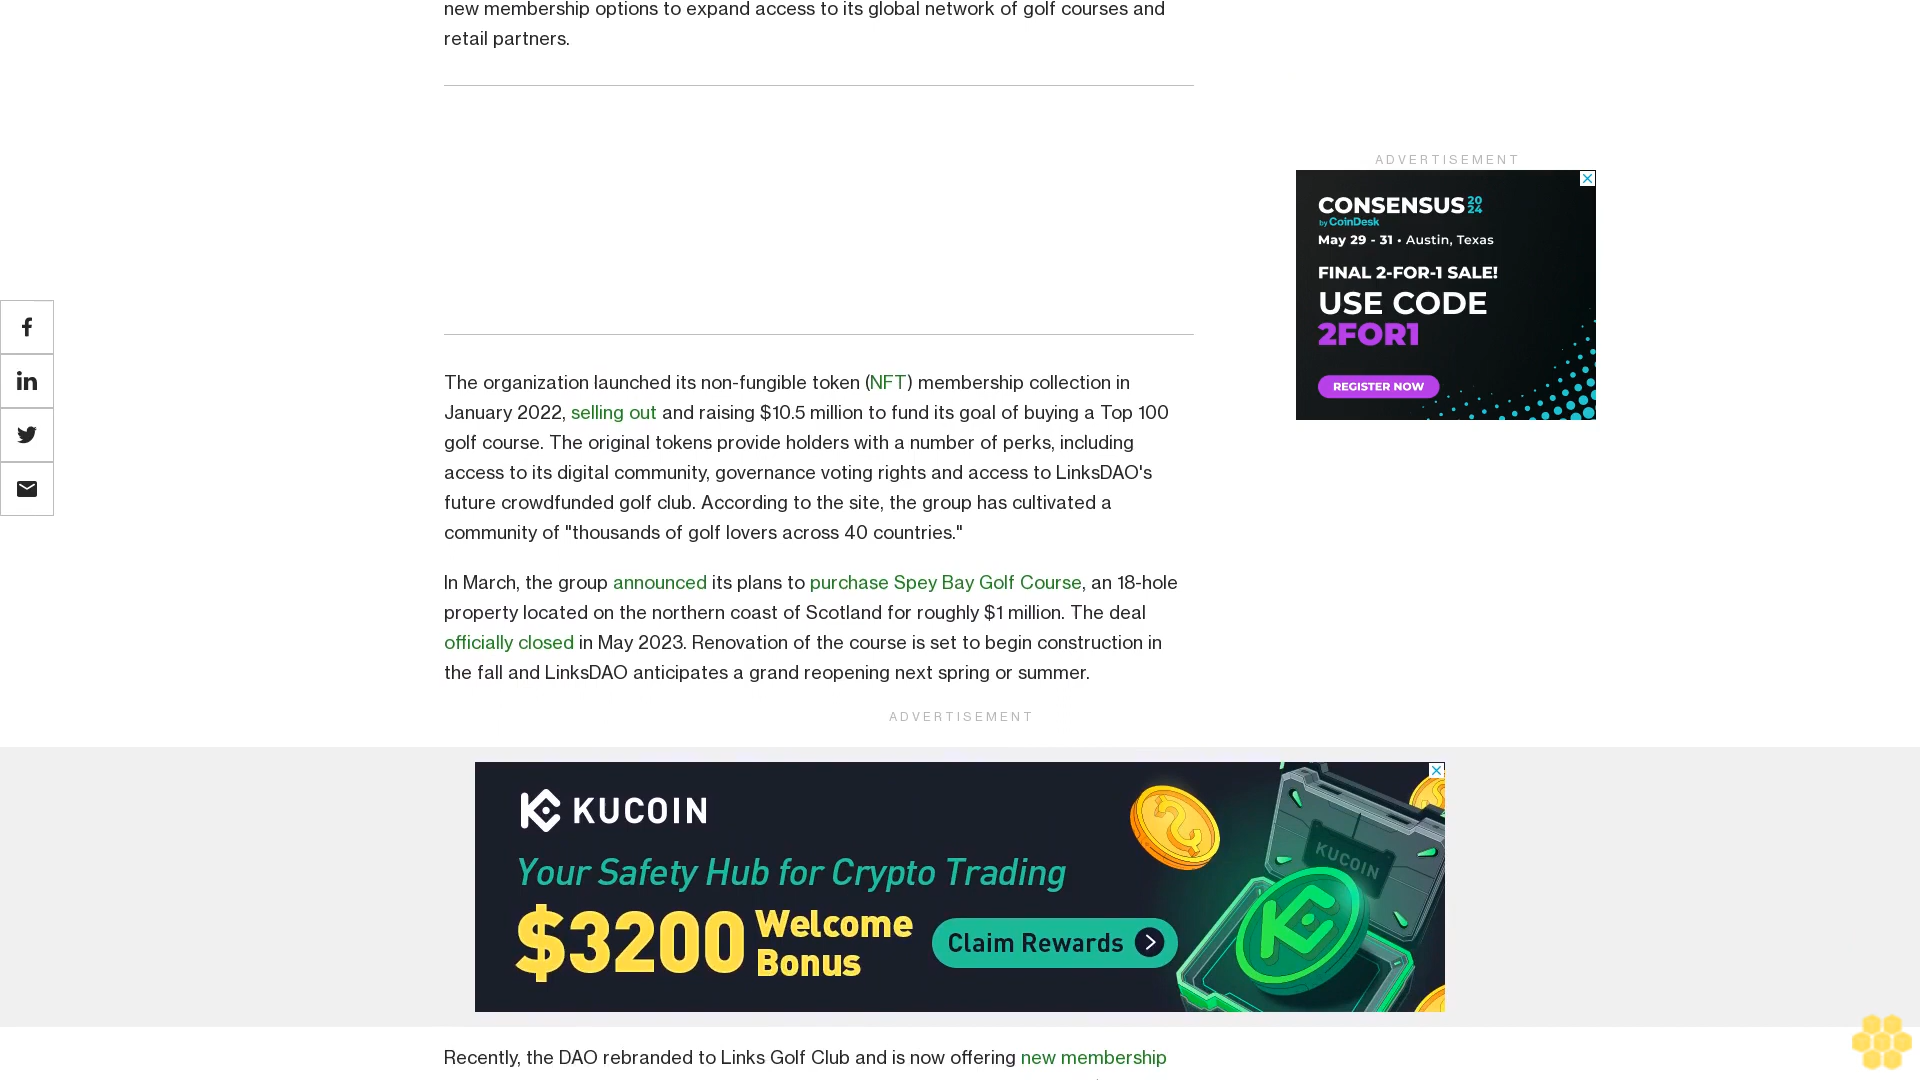 new membership options to expand access to its global network of golf courses and
retail partners.
ADVERTISEMENT
CONSENSUS 20
24
by CoinDesk
May 29 - 31 • Austin, Texas
FINAL 2-FOR-1 SALE!
USE CODE
2FOR1
REGISTER NOW
The organization launched its non-fungible token (NFT) membership collection in
January 2022, selling out and raising $10.5 million to fund its goal of buying a Top 100
golf course. The original tokens provide holders with a number of perks, including
access to its digital community, governance voting rights and access to LinksDAO's
future crowdfunded golf club. According to the site, the group has cultivated a
community of "thousands of golf lovers across 40 countries."
In March, the group announced its plans to purchase Spey Bay Golf Course, an 18-hole
property located on the northern coast of Scotland for roughly $1 million. The deal
officially closed in May 2023. Renovation of the course is set to begin construction in
the fall and LinksDAO anticipates a grand reopening next spring or summer.
ADVERTISEMENT
KUCOIN
Your Safety Hub for Crypto Trading
$3200 Welcome
Bonus
Claim Rewards
KUCOIN
Recently, the DAO rebranded to Links Golf Club and is now offering new membership